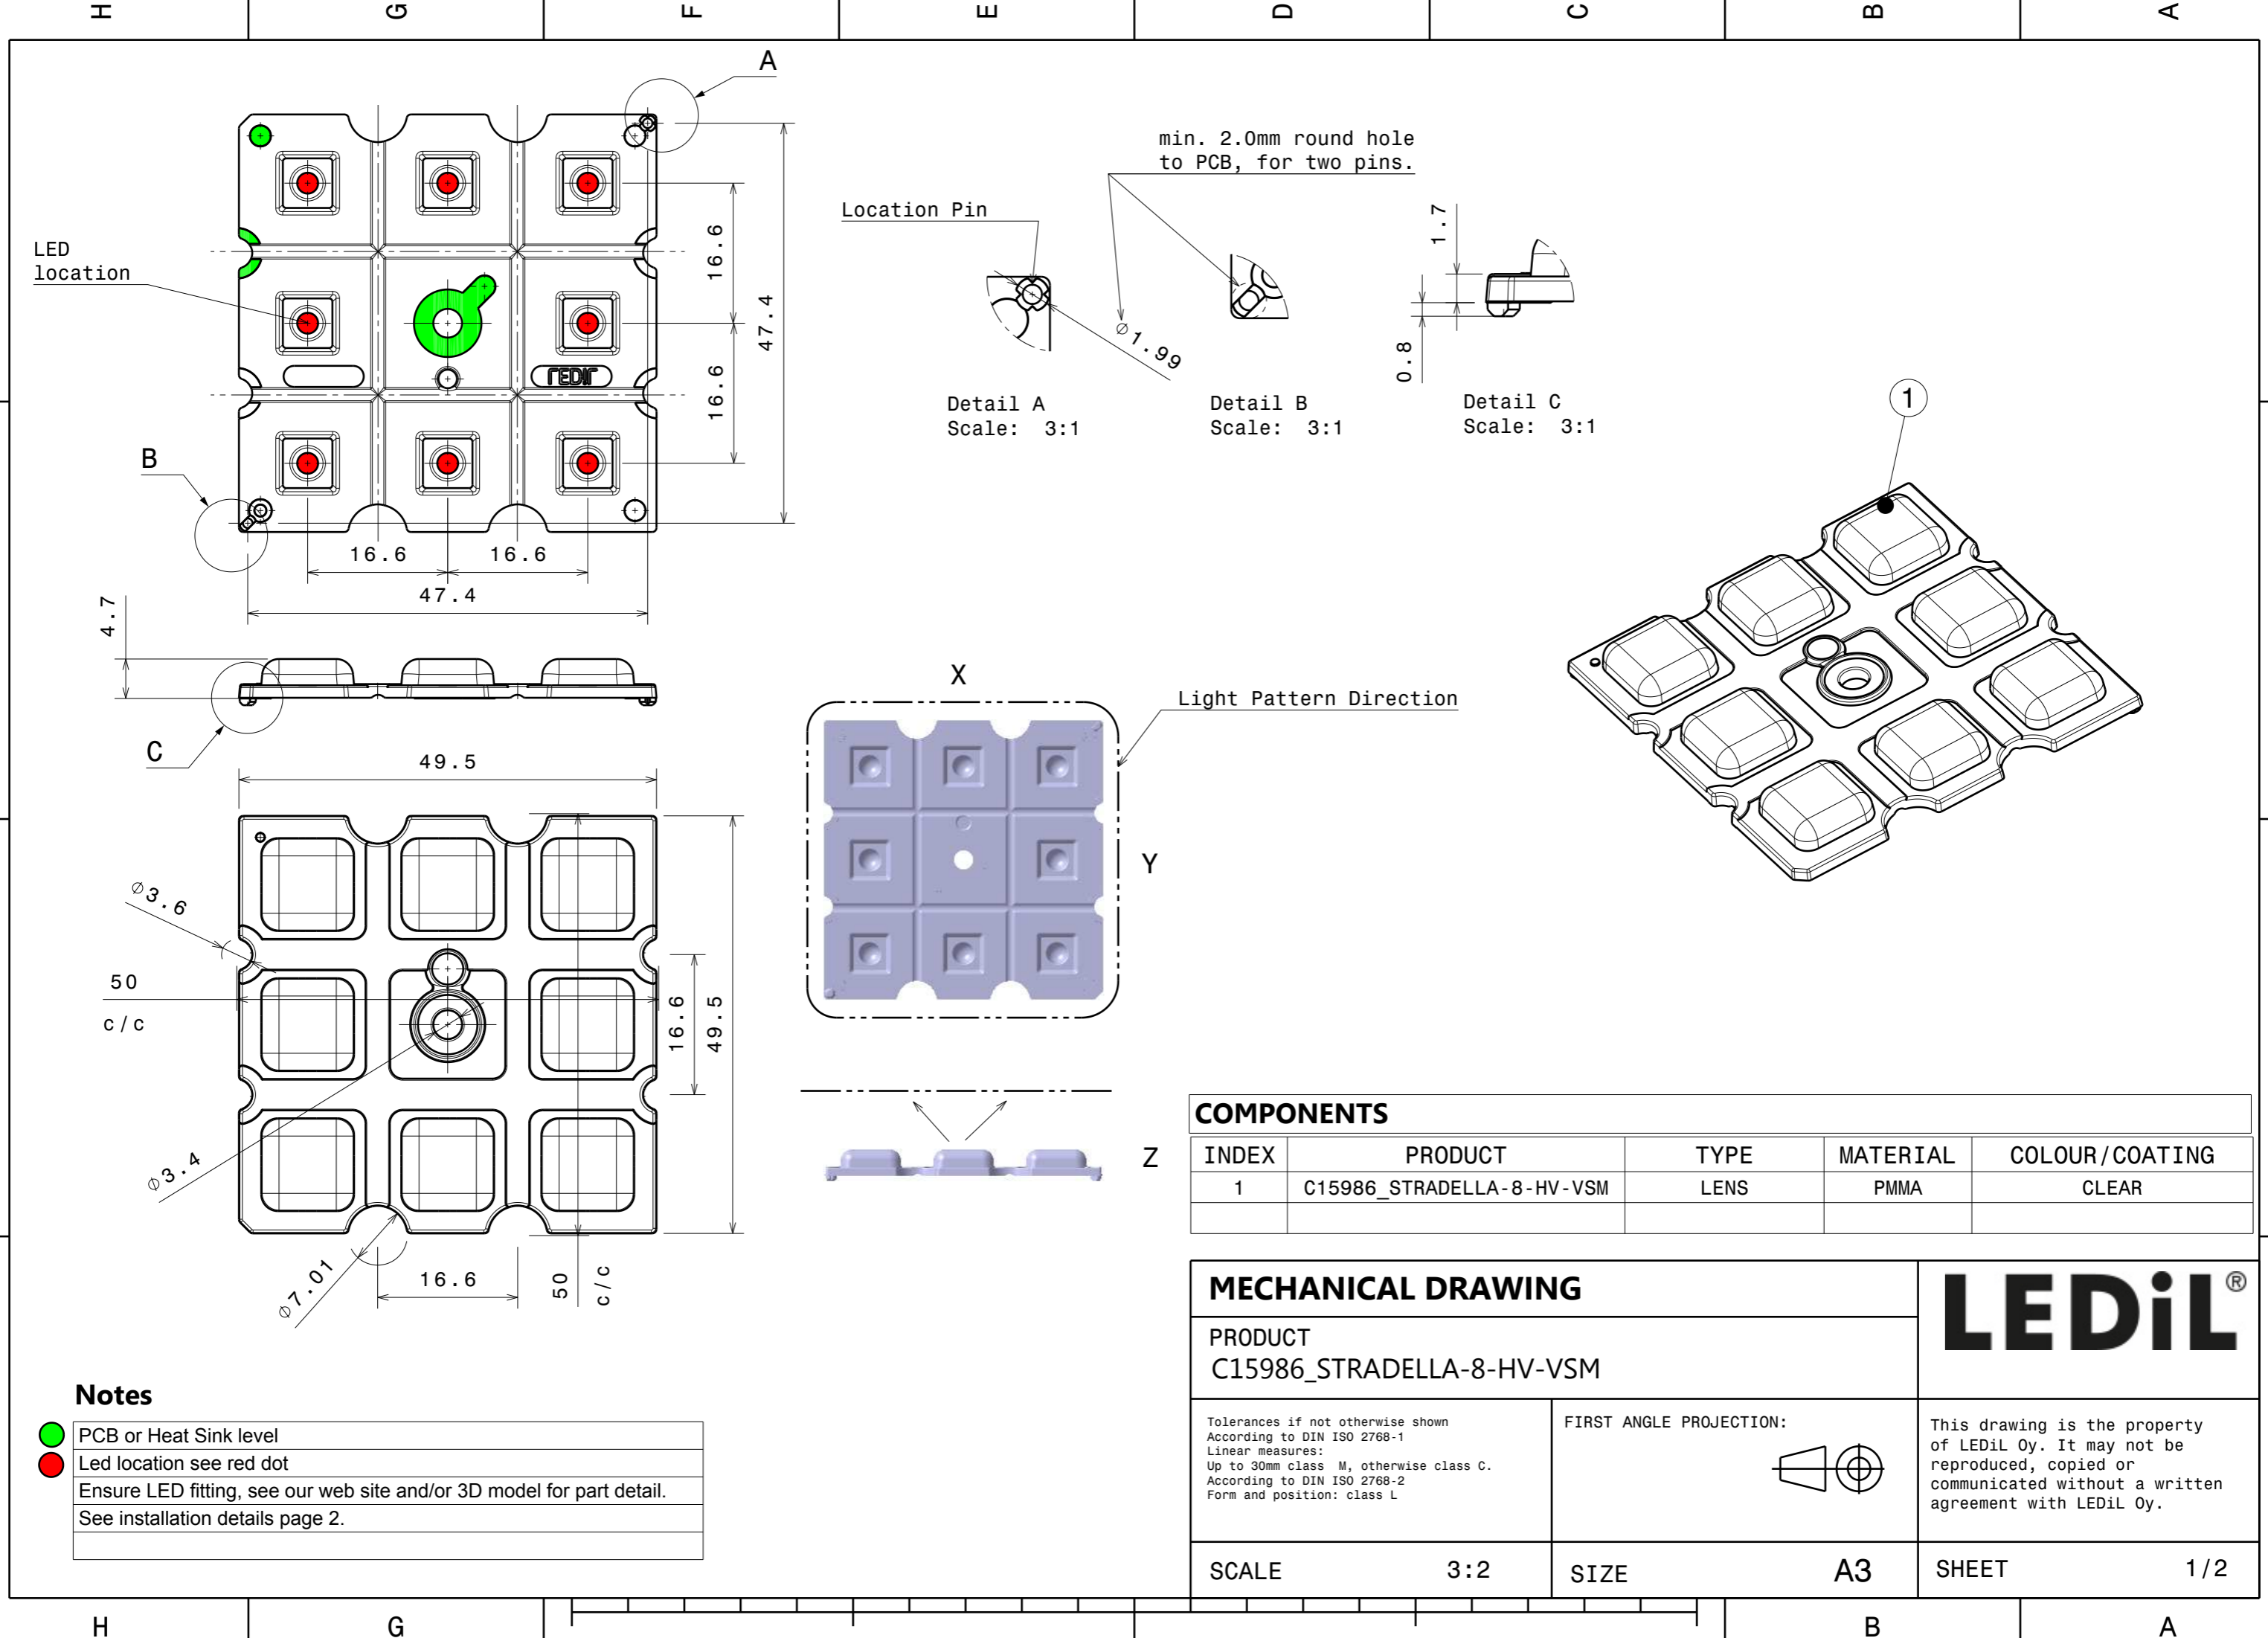 H G F E D C B A
A
LED
location
B
16.6
16.6
47.4
LEDiL
16.6 16.6
47.4
4.7
C
min. 2.0mm round hole
to PCB, for two pins.
Location Pin
Ø1.99
1.7
0.8
Detail A
Scale: 3:1
Detail B
Scale: 3:1
Detail C
Scale: 3:1
1
49.5
Ø3.6
50
c/c
16.6
49.5
Ø3.4
Ø7.01
16.6
50
c/c
X
Light Pattern Direction
Y
Z
COMPONENTS
INDEX PRODUCT TYPE MATERIAL COLOUR/COATING
1 C15986_STRADELLA-8-HV-VSM LENS PMMA CLEAR
MECHANICAL DRAWING
LEDiL®
PRODUCT
C15986_STRADELLA-8-HV-VSM
Tolerances if not otherwise shown
According to DIN ISO 2768-1
Linear measures:
Up to 30mm class M, otherwise class C.
According to DIN ISO 2768-2
Form and position: class L
FIRST ANGLE PROJECTION:
This drawing is the property
of LEDiL Oy. It may not be
reproduced, copied or
communicated without a written
agreement with LEDiL Oy.
SCALE 3:2
SIZE A3
SHEET 1/2
Notes
PCB or Heat Sink level
Led location see red dot
Ensure LED fitting, see our web site and/or 3D model for part detail.
See installation details page 2.
H G B A